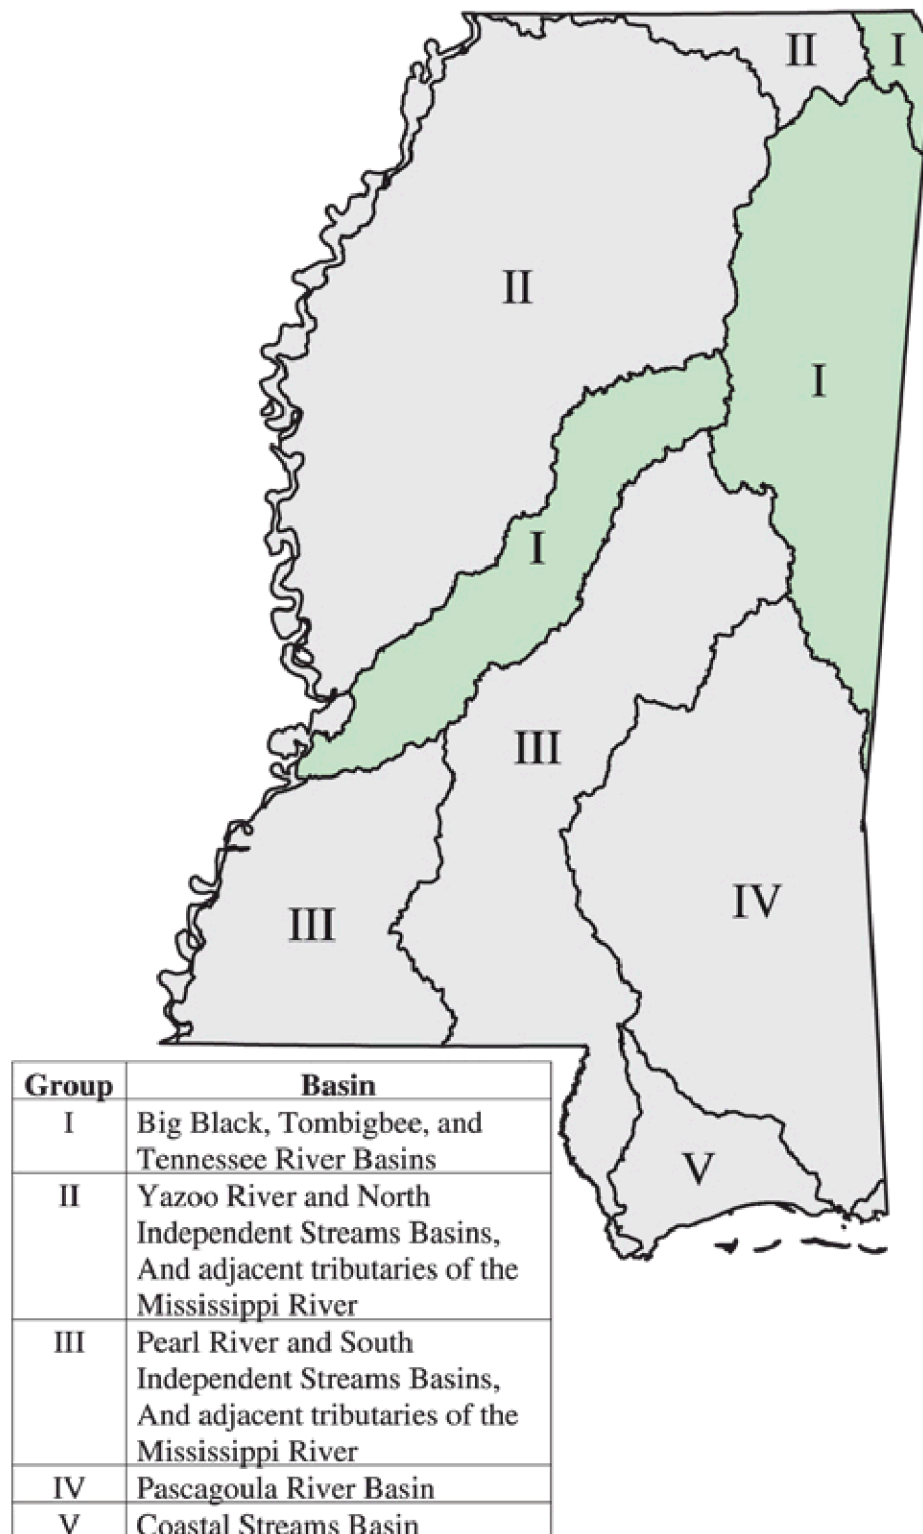 II
I
II
I
I
III
IV
III
V
Group Basin
I Big Black, Tombigbee, and
Tennessee River Basins
II Yazoo River and North
Independent Streams Basins,
And adjacent tributaries of the
Mississippi River
III Pearl River and South
Independent Streams Basins,
And adjacent tributaries of the
Mississippi River
IV Pascagoula River Basin
V Coastal Streams Basin